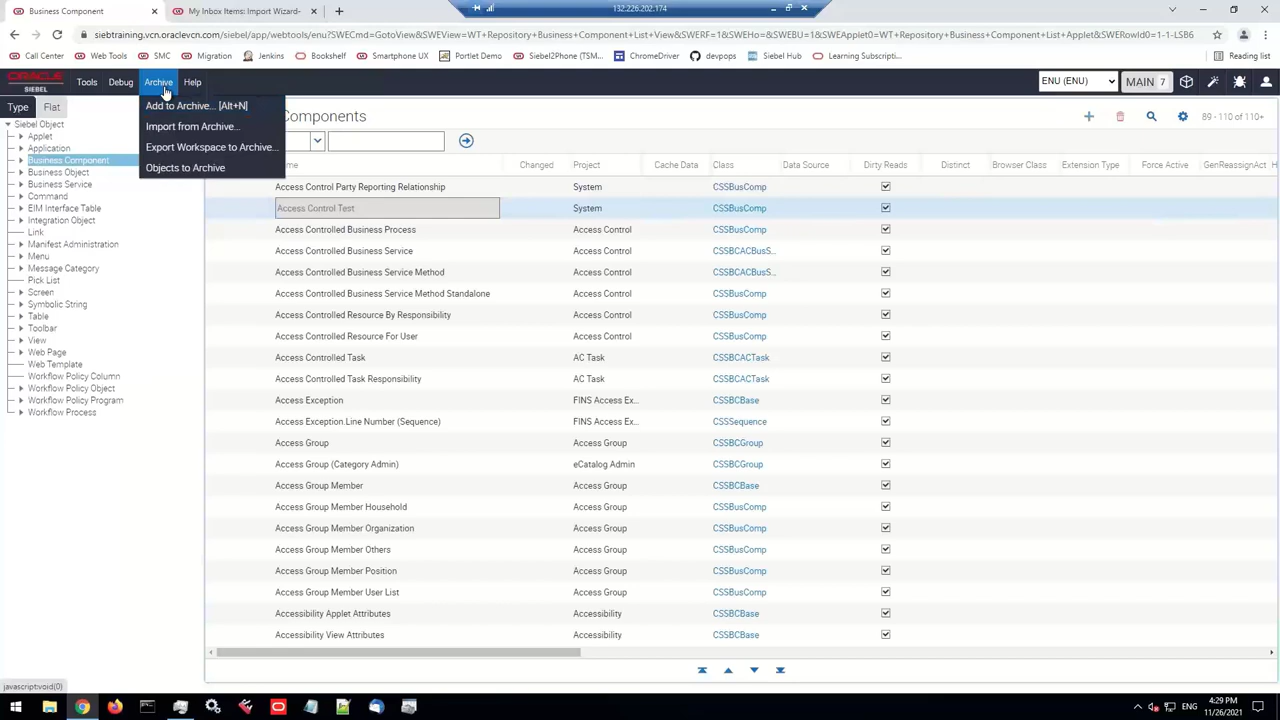 Business Component
My Inbox Items: Import Wizard-
132.226.202.174
siebtraining.vcn.oraclevcn.com/siebel/app/webtools/enu?SWECmd=GotoView&SWEView=WT+Repository+Business+Component+List+View&SWERF=1&SWEHo=&SWEBU=1&SWEApplet0=WT+Repository+Business+Component+List+Applet&SWERowId0=1-1-LSB6
Call Center
Web Tools
SMC
Migration
Jenkins
Bookshelf
Smartphone UX
Portlet Demo
Siebel2Phone (TSM...
ChromeDriver
devpops
Siebel Hub
Learning Subscripti...
Reading list
ORACLE
SIEBEL
Tools
Debug
Archive
Help
ENU (ENU)
MAIN 7
Add to Archive... [Alt+N]
Import from Archive...
Export Workspace to Archive...
Objects to Archive
Type
Flat
Siebel Object
Applet
Application
Business Component
Business Object
Business Service
Command
EIM Interface Table
Integration Object
Link
Manifest Administration
Menu
Message Category
Pick List
Screen
Symbolic String
Table
Toolbar
View
Web Page
Web Template
Workflow Policy Column
Workflow Policy Object
Workflow Policy Program
Workflow Process
Components
89 - 110 of 110+
me Changed Project Cache Data Class Data Source Dirty Reads Distinct Browser Class Extension Type Force Active GenReassignAct H
Access Control Party Reporting Relationship System CSSBusComp
Access Control Test System CSSBusComp
Access Controlled Business Process Access Control CSSBusComp
Access Controlled Business Service Access Control CSSBCACBusS...
Access Controlled Business Service Method Access Control CSSBCACBusS...
Access Controlled Business Service Method Standalone Access Control CSSBusComp
Access Controlled Resource By Responsibility Access Control CSSBusComp
Access Controlled Resource For User Access Control CSSBusComp
Access Controlled Task AC Task CSSBCACTask
Access Controlled Task Responsibility AC Task CSSBCACTask
Access Exception FINS Access Ex... CSSBCBase
Access Exception.Line Number (Sequence) FINS Access Ex... CSSSequence
Access Group Access Group CSSBCGroup
Access Group (Category Admin) eCatalog Admin CSSBCGroup
Access Group Member Access Group CSSBCBase
Access Group Member Household Access Group CSSBusComp
Access Group Member Organization Access Group CSSBusComp
Access Group Member Others Access Group CSSBusComp
Access Group Member Position Access Group CSSBusComp
Access Group Member User List Access Group CSSBusComp
Accessibility Applet Attributes Accessibility CSSBCBase
Accessibility View Attributes Accessibility CSSBCBase
javascript:void(0)
4:29 PM
11/26/2021